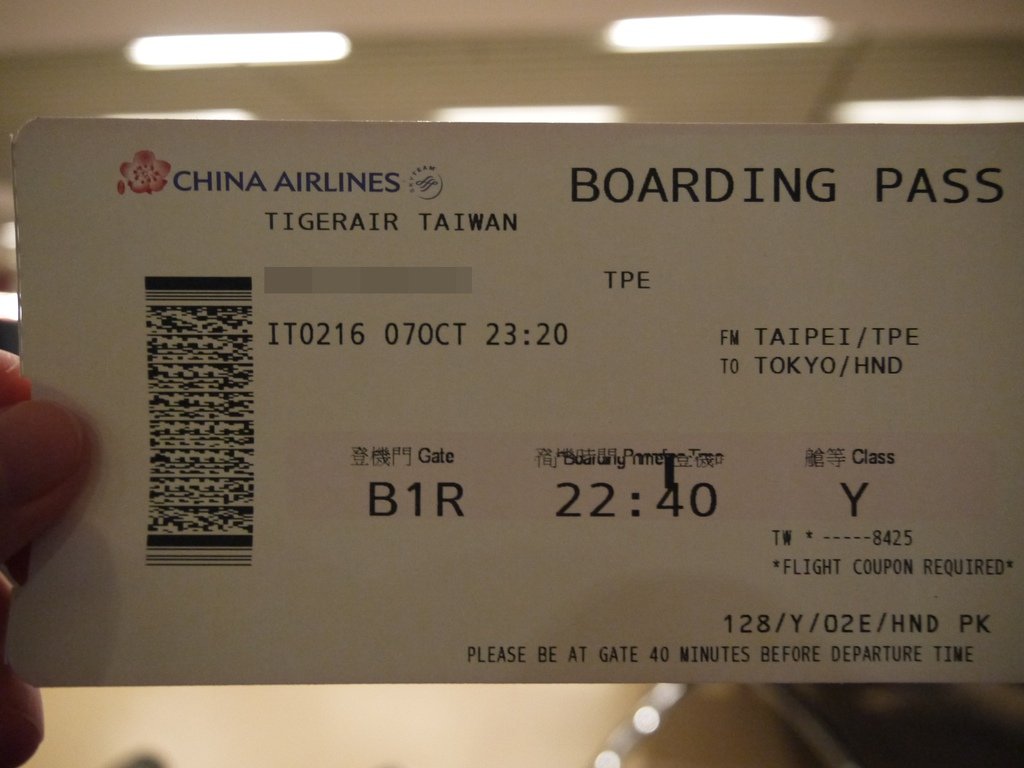 CHINA AIRLINES SKYTEAM
BOARDING PASS
TIGERAIR TAIWAN
TPE
IT0216 07OCT 23:20
FM TAIPEI/TPE
TO TOKYO/HND
登機門 Gate
艙等 Class
B1R
22:40
Y
TW * -----8425
*FLIGHT COUPON REQUIRED*
128/Y/02E/HND PK
PLEASE BE AT GATE 40 MINUTES BEFORE DEPARTURE TIME